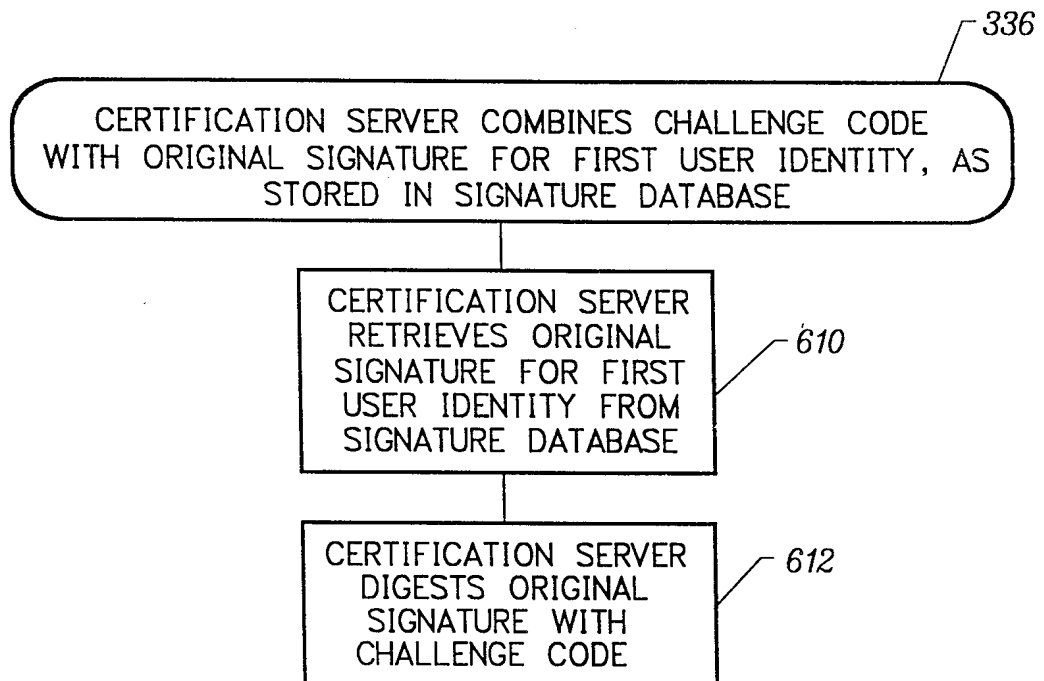 336
CERTIFICATION SERVER COMBINES CHALLENGE CODE
WITH ORIGINAL SIGNATURE FOR FIRST USER IDENTITY, AS
STORED IN SIGNATURE DATABASE
CERTIFICATION SERVER
RETRIEVES ORIGINAL
SIGNATURE FOR FIRST
USER IDENTITY FROM
SIGNATURE DATABASE
610
CERTIFICATION SERVER
DIGESTS ORIGINAL
SIGNATURE WITH
CHALLENGE CODE
612